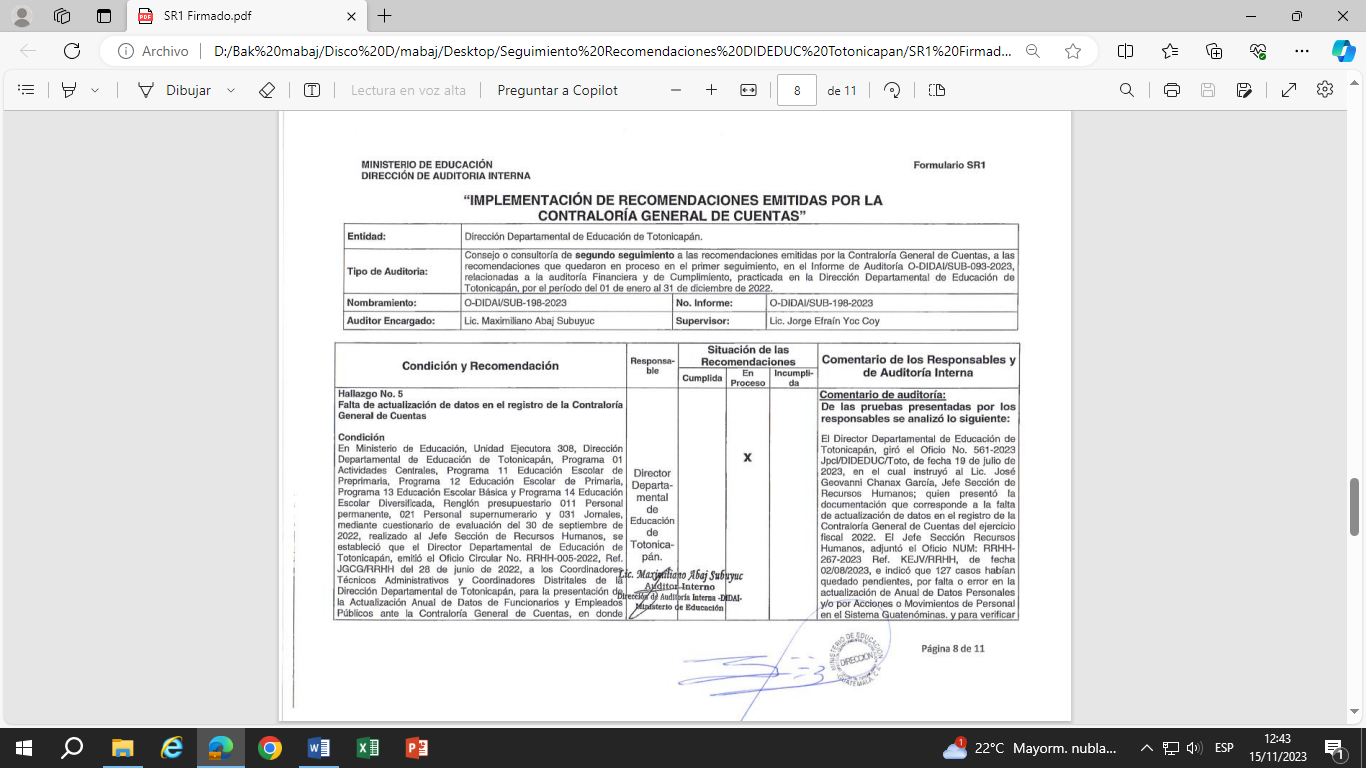 SR1 Firmado.pdf
Archivo
D:/Bak%20mabaj/Disco%20D/mabaj/Desktop/Seguimiento%20Recomendaciones%20DIDEDUC%20Totonicapan/SR1%20Firmado...
Dibujar
Lectura en voz alta
Preguntar a Copilot
8
de 11
MINISTERIO DE EDUCACIÓN
DIRECCIÓN DE AUDITORIA INTERNA
Formulario SR1
“IMPLEMENTACIÓN DE RECOMENDACIONES EMITIDAS POR LA
CONTRALORÍA GENERAL DE CUENTAS”
Entidad:
Dirección Departamental de Educación de Totonicapán.
Tipo de Auditoria:
Consejo o consultoría de segundo seguimiento a las recomendaciones emitidas por la Contraloría General de Cuentas, a las
recomendaciones que quedaron en proceso en el primer seguimiento, en el Informe de Auditoría O-DIDAI/SUB-093-2023,
relacionadas a la auditoría Financiera y de Cumplimiento, practicada en la Dirección Departamental de Educación de
Totonicapán, por el período del 01 de enero al 31 de diciembre de 2022.
Nombramiento:
O-DIDAI/SUB-198-2023
No. Informe:
O-DIDAI/SUB-198-2023
Auditor Encargado:
Lic. Maximiliano Abaj Subuyuc
Supervisor:
Lic. Jorge Efraín Yoc Coy
Condición y Recomendación
Responsa-
ble
Situación de las
Recomendaciones
Cumplida
En
Proceso
Incumpli-
da
Comentario de los Responsables y
de Auditoría Interna
Hallazgo No. 5
Falta de actualización de datos en el registro de la Contraloría
General de Cuentas
Condición
En Ministerio de Educación, Unidad Ejecutora 308, Dirección
Departamental de Educación de Totonicapán, Programa 01
Actividades Centrales, Programa 11 Educación Escolar de
Preprimaria, Programa 12 Educación Escolar de Primaria,
Programa 13 Educación Escolar Básica y Programa 14 Educación
Escolar Diversificada, Renglón presupuestario 011 Personal
permanente, 021 Personal supernumerario y 031 Jornales,
mediante cuestionario de evaluación del 30 de septiembre de
2022, realizado al Jefe Sección de Recursos Humanos, se
estableció que el Director Departamental de Educación de
Totonicapán, emitió el Oficio Circular No. RRHH-005-2022, Ref.
JGCG/RRHH del 28 de junio de 2022, a los Coordinadores
Técnicos Administrativos y Coordinadores Distritales de la
Dirección Departamental de Totonicapán, para la presentación de
la Actualización Anual de Datos de Funcionarios y Empleados
Públicos ante la Contraloría General de Cuentas, en donde
Director
Departa-
mental
de
Educación
de
Totonica-
pán.
X
Comentario de auditoría:
De las pruebas presentadas por los
responsables se analizó lo siguiente:
El Director Departamental de Educación de
Totonicapán, giró el Oficio No. 561-2023
Jpcl/DIDEDUC/Toto, de fecha 19 de julio de
2023, en el cual instruyó al Lic. José
Geovanni Chanax García, Jefe Sección de
Recursos Humanos; quien presentó la
documentación que corresponde a la falta
de actualización de datos en el registro de la
Contraloría General de Cuentas del ejercicio
fiscal 2022. El Jefe Sección Recursos
Humanos, adjuntó el Oficio NUM: RRHH-
267-2023 Ref. KEJV/RRHH, de fecha
02/08/2023, e indicó que 127 casos habían
quedado pendientes, por falta o error en la
actualización de Anual de Datos Personales
y/o por Acciones o Movimientos de Personal
en el Sistema Guatenóminas, y para verificar
Lic. Maximiliano Abaj Subuyuc
Auditor Interno
Dirección de Auditoría Interna -DIDAI-
Ministerio de Educación
MINISTERIO DE EDUCACION
DIRECCION
GUATEMALA, C. A.
Página 8 de 11
1
22°C Mayorm. nubla...
ESP
12:43
15/11/2023
1